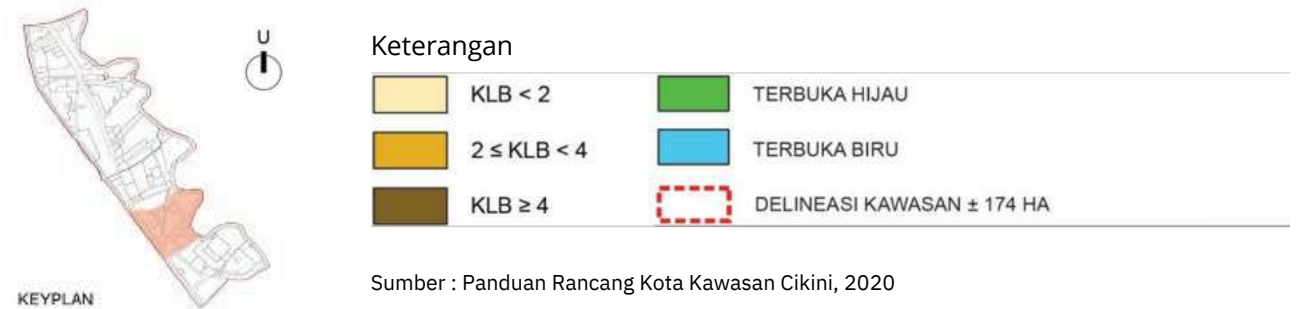 U
KEYPLAN
Keterangan
KLB < 2
TERBUKA HIJAU
2 ≤ KLB < 4
TERBUKA BIRU
KLB ≥ 4
DELINEASI KAWASAN ± 174 HA
Sumber : Panduan Rancang Kota Kawasan Cikini, 2020